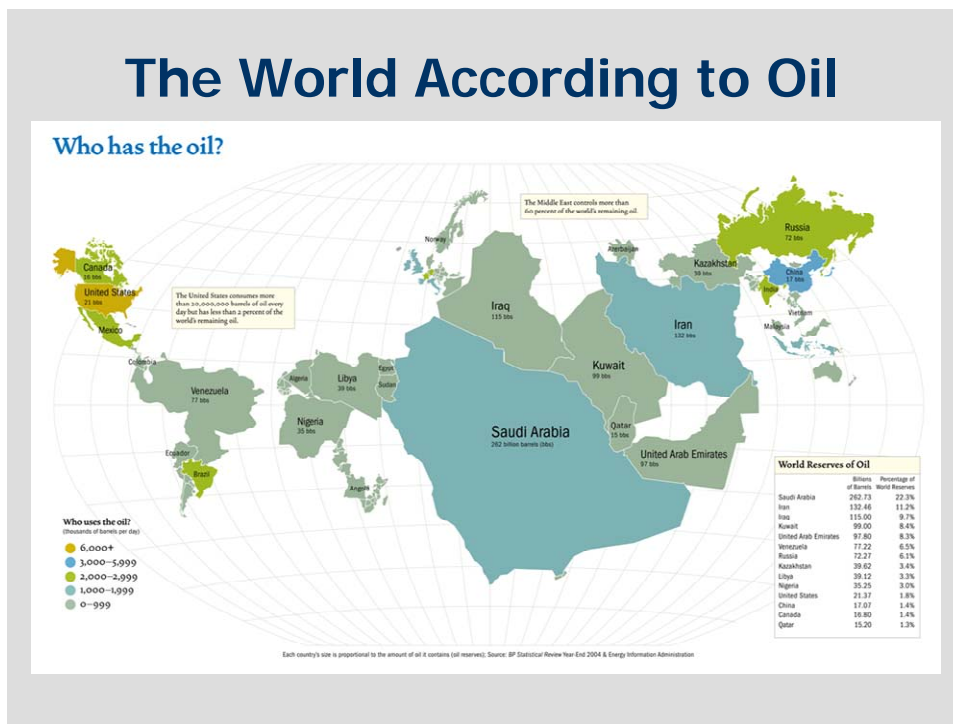 The World According to Oil
Who has the oil?
The Middle East controls more than
60 percent of the world's remaining oil.
Norway
Azerbaijan
Russia
72 bbs
Kazakhstan
China
17 bbs
India
Vietnam
Malaysia
Canada
16 bbs
United States
21 bbs
Mexico
The United States consumes more
than 20,000,000 barrels of oil every
day but has less than 2 percent of the
world's remaining oil.
Iraq
115 bbs
Iran
132 bbs
Kuwait
99 bbs
Colombia
Venezuela
77 bbs
Algeria
Libya
39 bbs
Egypt
Sudan
Nigeria
35 bbs
Saudi Arabia
262 billion barrels (bbs)
Qatar
15 bbs
United Arab Emirates
97 bbs
Ecuador
Brazil
Angola
Who uses the oil?
(thousands of barrels per day)
6,000+
3,000–5,999
2,000–2,999
1,000–1,999
0–999
World Reserves of Oil
Billions Percentage of
of Barrels World Reserves
Saudi Arabia 262.73 22.3%
Iran 132.46 11.2%
Iraq 115.00 9.7%
Kuwait 99.00 8.4%
United Arab Emirates 97.80 8.3%
Venezuela 77.22 6.5%
Russia 72.27 6.1%
Kazakhstan 39.62 3.4%
Libya 39.12 3.3%
Nigeria 35.25 3.0%
United States 21.37 1.8%
China 17.07 1.4%
Canada 16.80 1.4%
Qatar 15.20 1.3%
Each country's size is proportional to the amount of oil it contains (oil reserves); Source: BP Statistical Review Year-End 2004 & Energy Information Administration